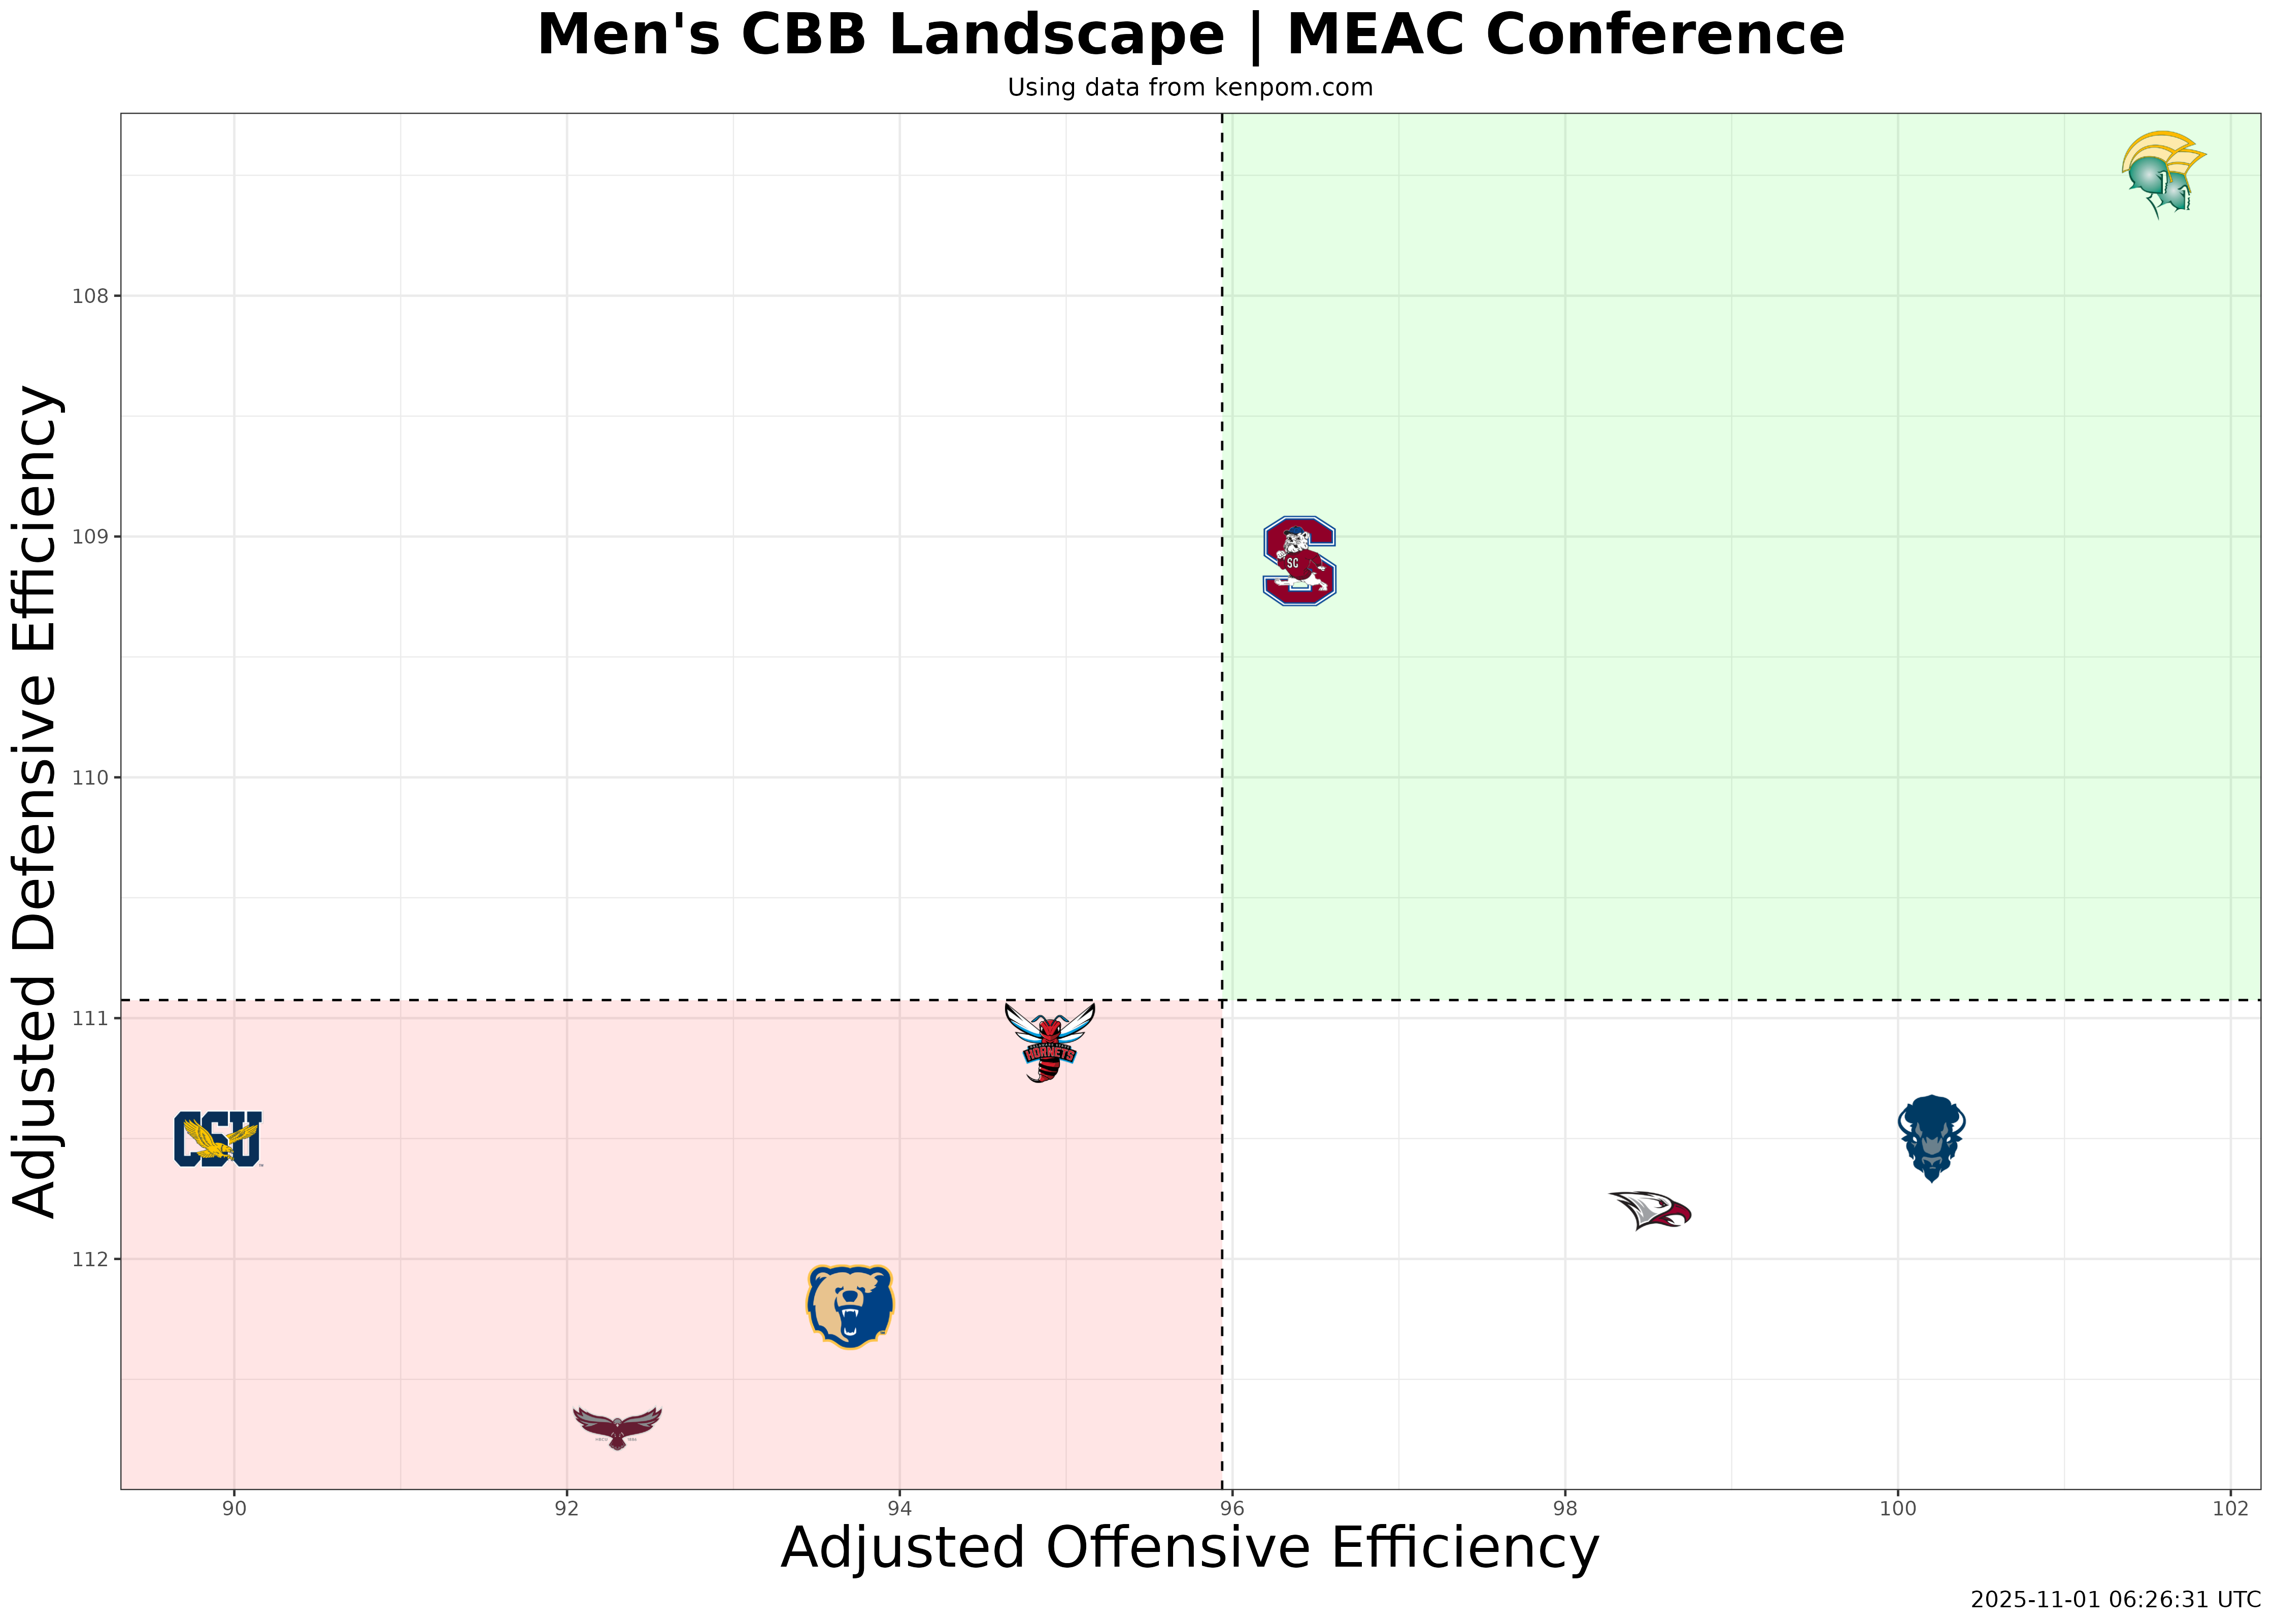 Men's CBB Landscape | MEAC Conference
Using data from kenpom.com
Adjusted Defensive Efficiency
108
109
110
111
112
SC
HORNETS
CSU
90
92
94
96
98
100
102
Adjusted Offensive Efficiency
2025-11-01 06:26:31 UTC